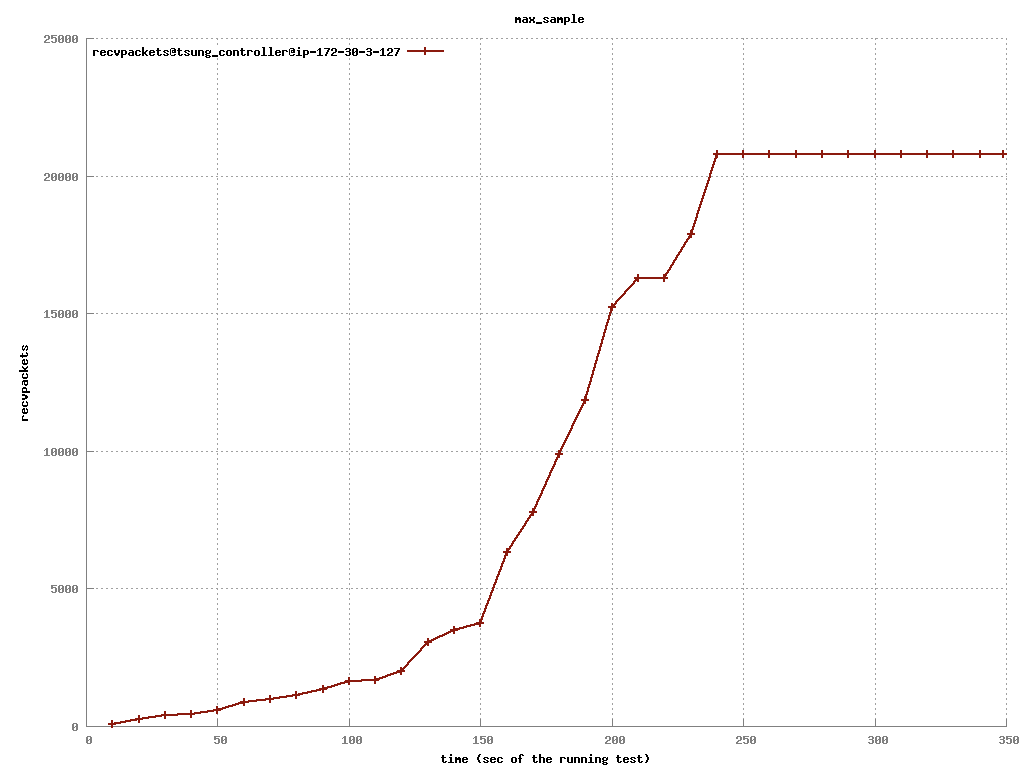 max_sample
25000
recvpackets@tsung_controller@ip-172-30-3-127
20000
15000
recvpackets
10000
5000
0
0 50 100 150 200 250 300 350
time (sec of the running test)